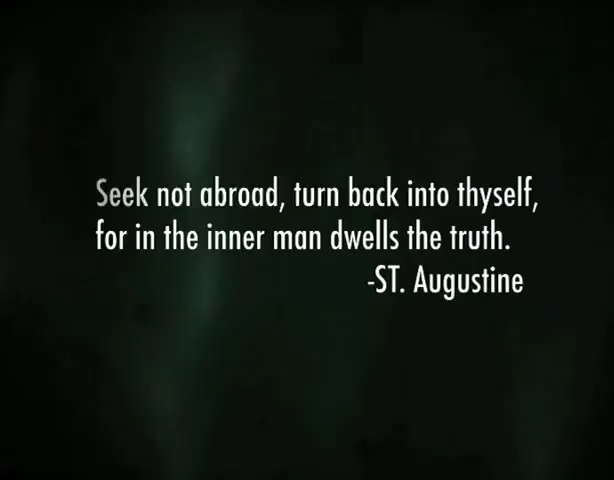 Seek not abroad, turn back into thyself,
for in the inner man dwells the truth.
-ST. Augustine